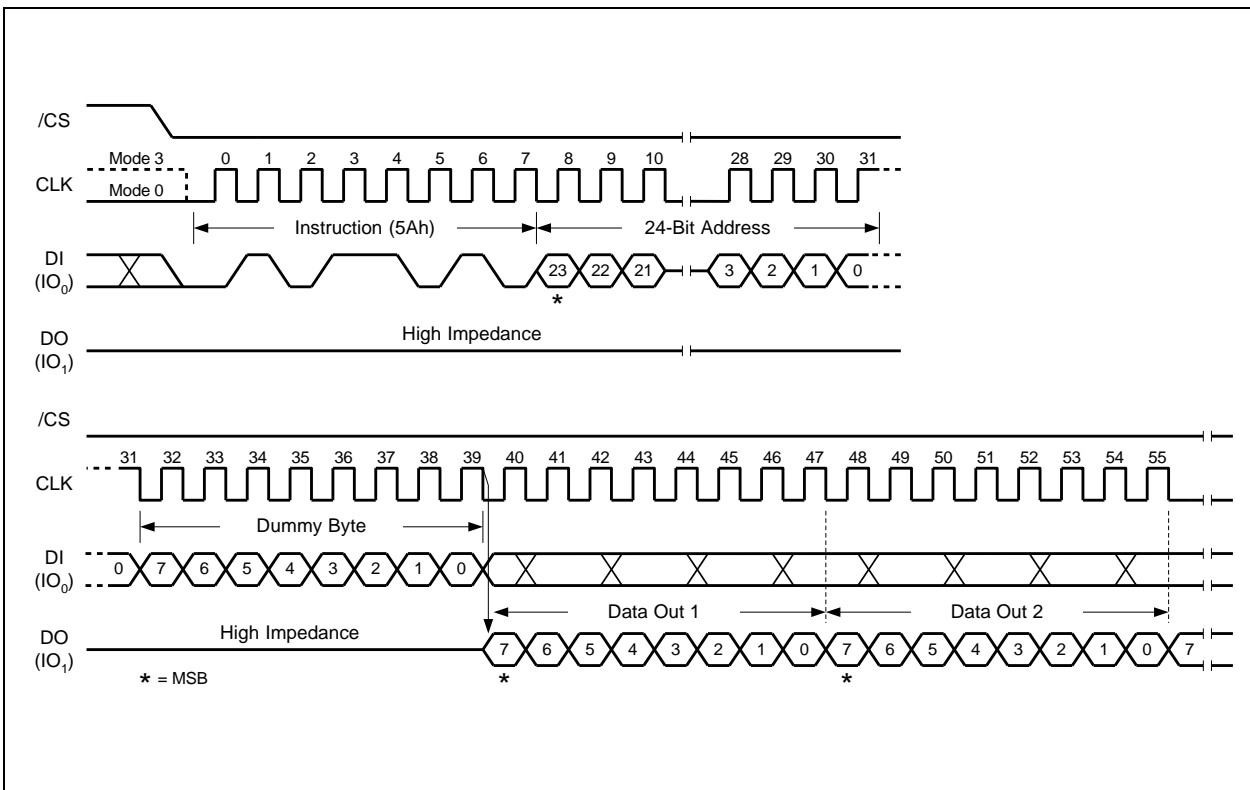 /CS
Mode 3 0 1 2 3 4 5 6 7 8 9 10 28 29 30 31
CLK
Mode 0
Instruction (5Ah) 24-Bit Address
DI
(IO₀)
23 22 21 3 2 1 0
*
High Impedance
DO
(IO₁)
/CS
31 32 33 34 35 36 37 38 39 40 41 42 43 44 45 46 47 48 49 50 51 52 53 54 55
CLK
Dummy Byte
DI
(IO₀)
0 7 6 5 4 3 2 1 0
Data Out 1 Data Out 2
High Impedance
DO
(IO₁)
7 6 5 4 3 2 1 0 7 6 5 4 3 2 1 0 7
* = MSB * *